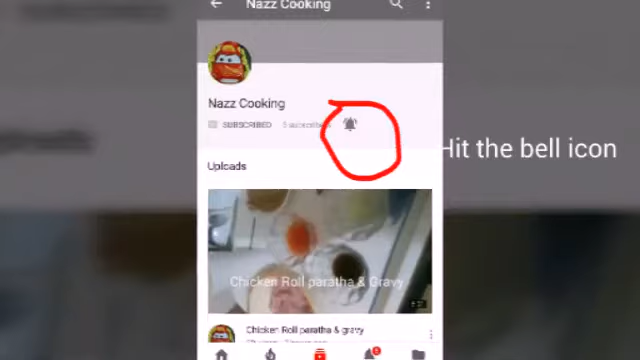 Nazz Cooking
Nazz Cooking
SUBSCRIBED
Hit the bell icon
Uploads
Chicken Roll paratha & Gravy
Chicken Roll paratha & gravy